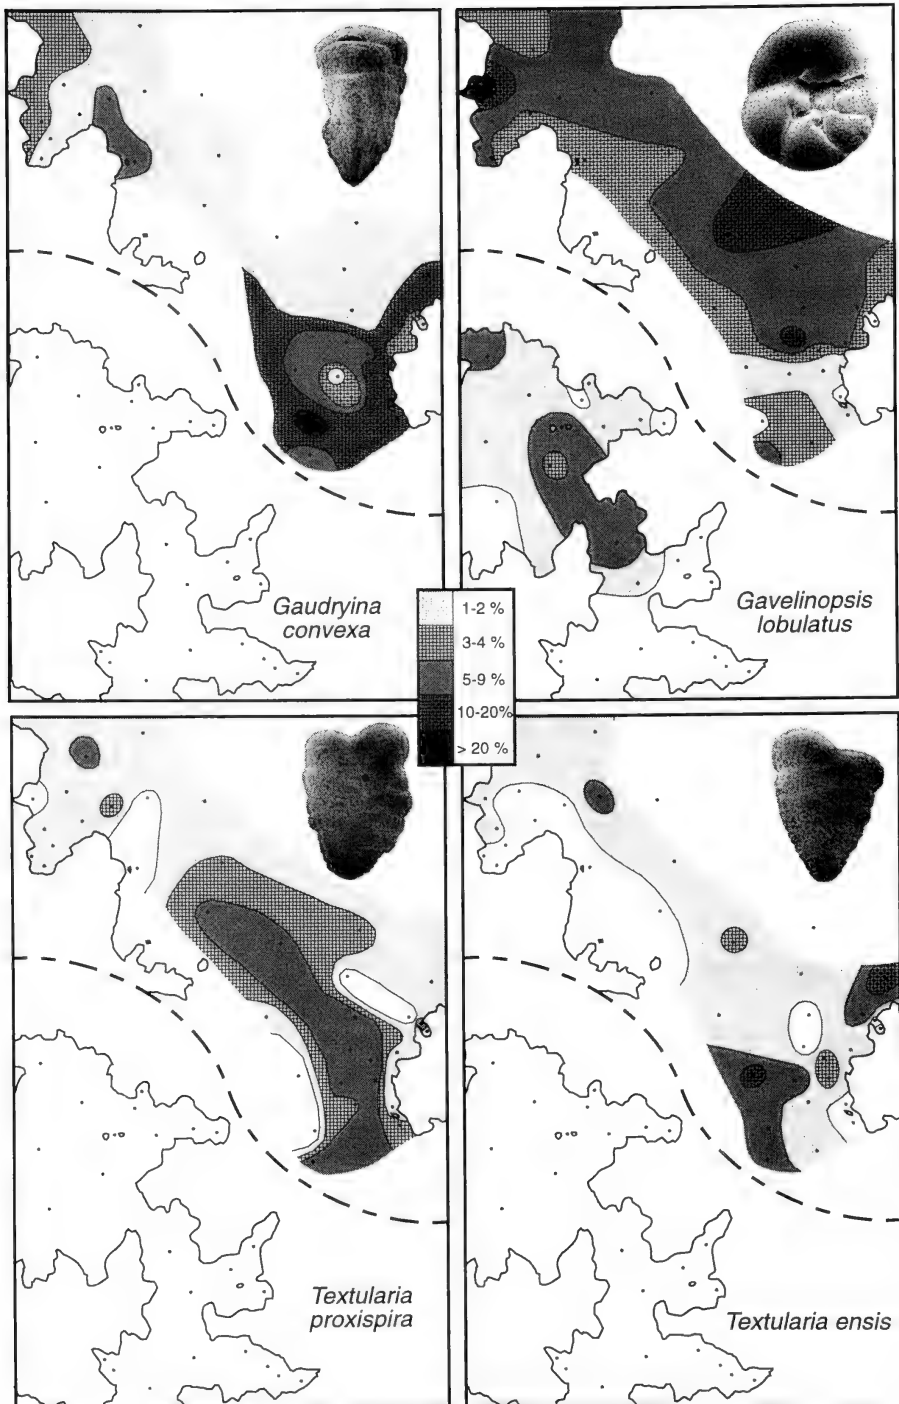 Gaudryina
convexa
Gavelinopsis
lobulatus
1-2 %
3-4 %
5-9 %
10-20%
> 20 %
Textularia
proxispira
Textularia ensis